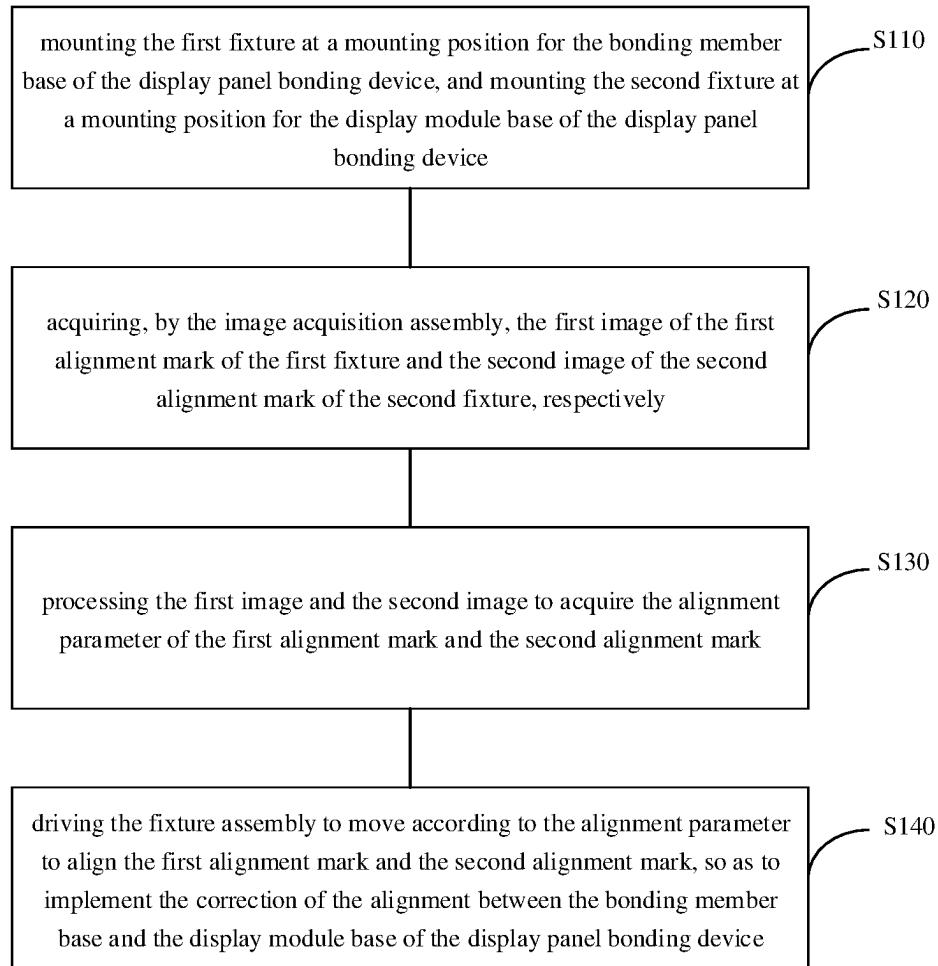 mounting the first fixture at a mounting position for the bonding member
base of the display panel bonding device, and mounting the second fixture at
a mounting position for the display module base of the display panel
bonding device
S110
acquiring, by the image acquisition assembly, the first image of the first
alignment mark of the first fixture and the second image of the second
alignment mark of the second fixture, respectively
S120
processing the first image and the second image to acquire the alignment
parameter of the first alignment mark and the second alignment mark
S130
driving the fixture assembly to move according to the alignment parameter
to align the first alignment mark and the second alignment mark, so as to
implement the correction of the alignment between the bonding member
base and the display module base of the display panel bonding device
S140